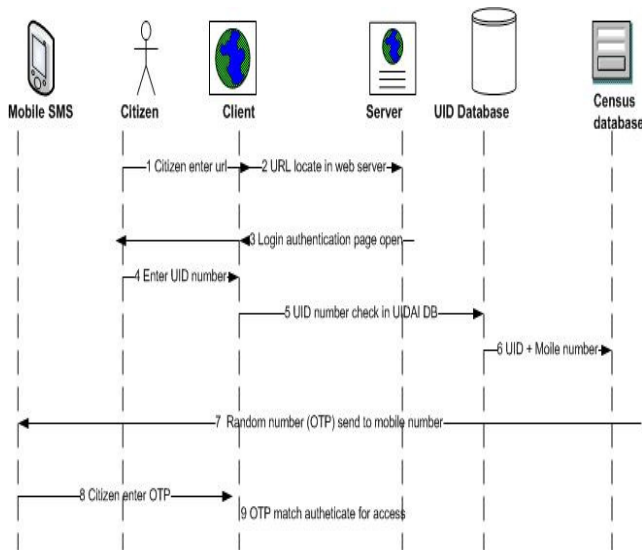 Mobile SMS
Citizen
Client
Server
UID Database
Census
database
1 Citizen enter url
2 URL locate in web server
3 Login authentication page open
4 Enter UID number
5 UID number check in UIDAI DB
6 UID + Moile number
7 Random number (OTP) send to mobile number
8 Citizen enter OTP
9 OTP match autheticate for access